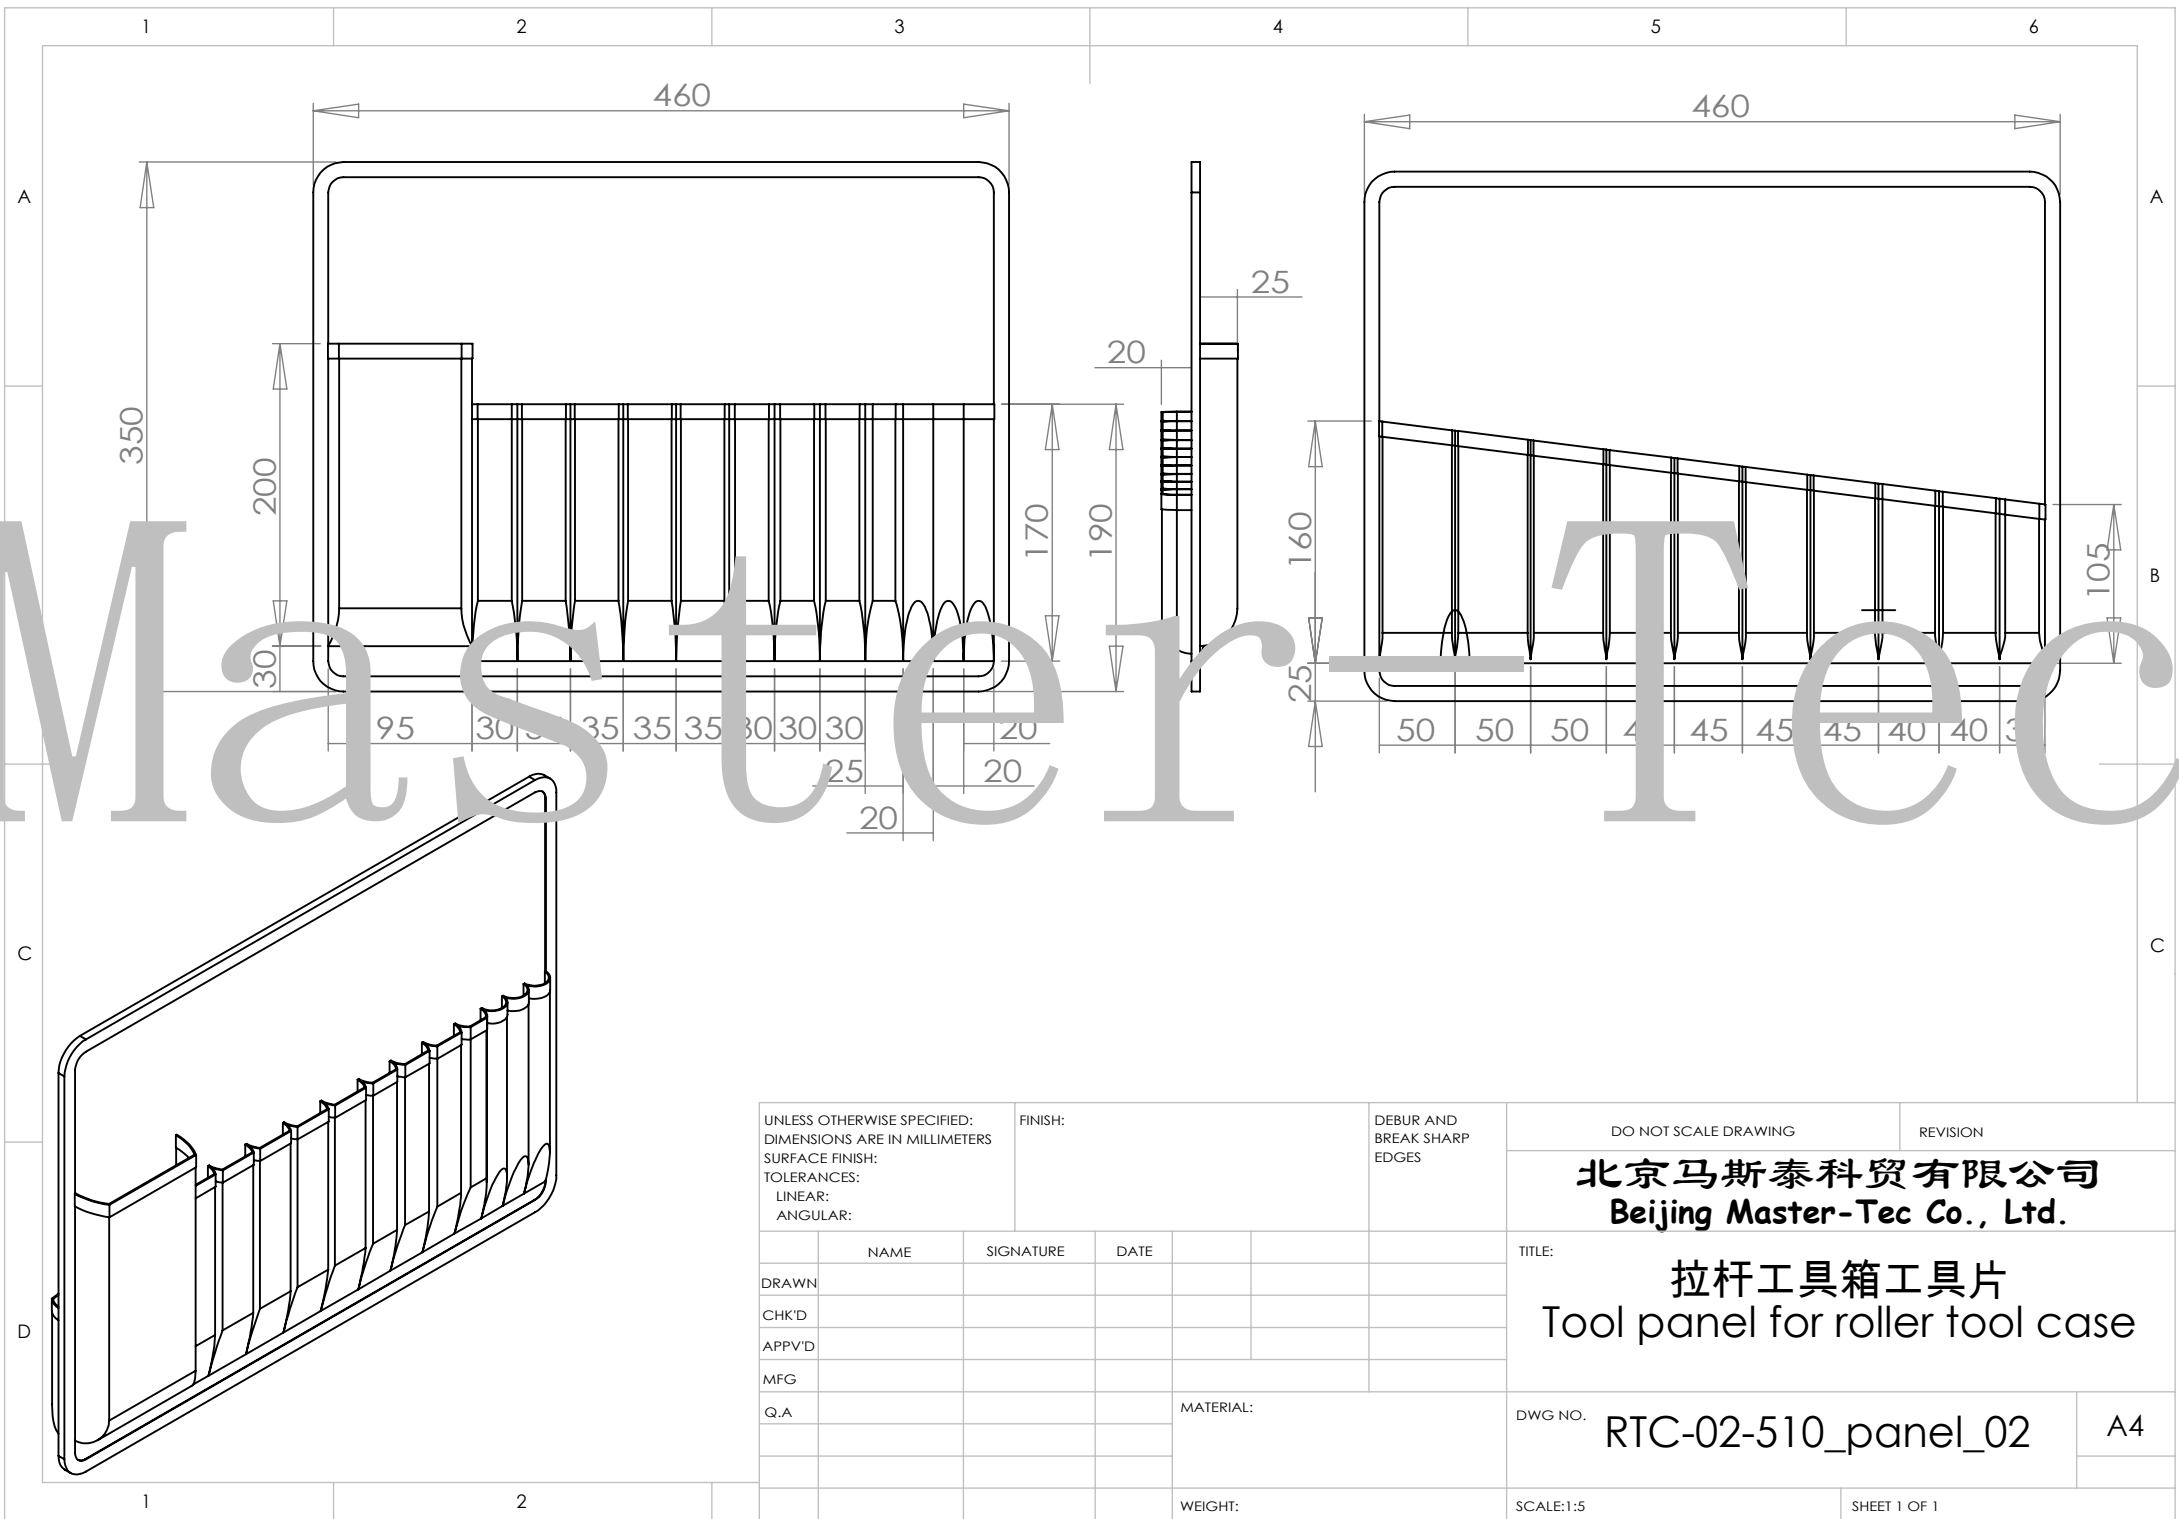 1 2 3 4 5 6
460
460
A
A
25
20
350
200
170
190
160
105
B
30
25
Master-Tec
95 30 35 35 35 30 30 30 20
50 50 50 45 45 45 40 40
25 20
20
C
C
UNLESS OTHERWISE SPECIFIED:
DIMENSIONS ARE IN MILLIMETERS
SURFACE FINISH:
TOLERANCES:
LINEAR:
ANGULAR:
FINISH:
DEBUR AND
BREAK SHARP
EDGES
DO NOT SCALE DRAWING
REVISION
北京马斯泰科贸有限公司
Beijing Master-Tec Co., Ltd.
NAME SIGNATURE DATE
TITLE:
拉杆工具箱工具片
Tool panel for roller tool case
DRAWN
CHK'D
APPV'D
MFG
Q.A
D
MATERIAL:
DWG NO.
RTC-02-510_panel_02
A4
WEIGHT:
SCALE:1:5
SHEET 1 OF 1
1 2